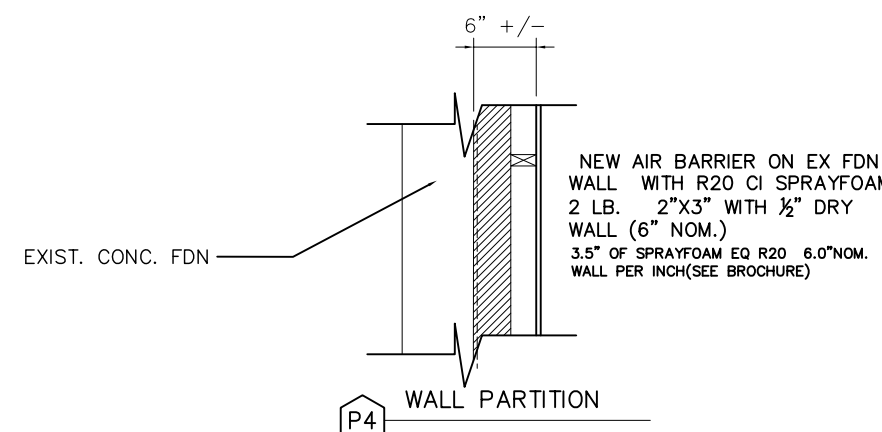 6" +/-
NEW AIR BARRIER ON EX FDN
WALL WITH R20 CI SPRAYFOAM
2 LB. 2"X3" WITH ½" DRY
WALL (6" NOM.)
3.5" OF SPRAYFOAM EQ R20 6.0"NOM.
WALL PER INCH(SEE BROCHURE)
EXIST. CONC. FDN
WALL PARTITION
P4